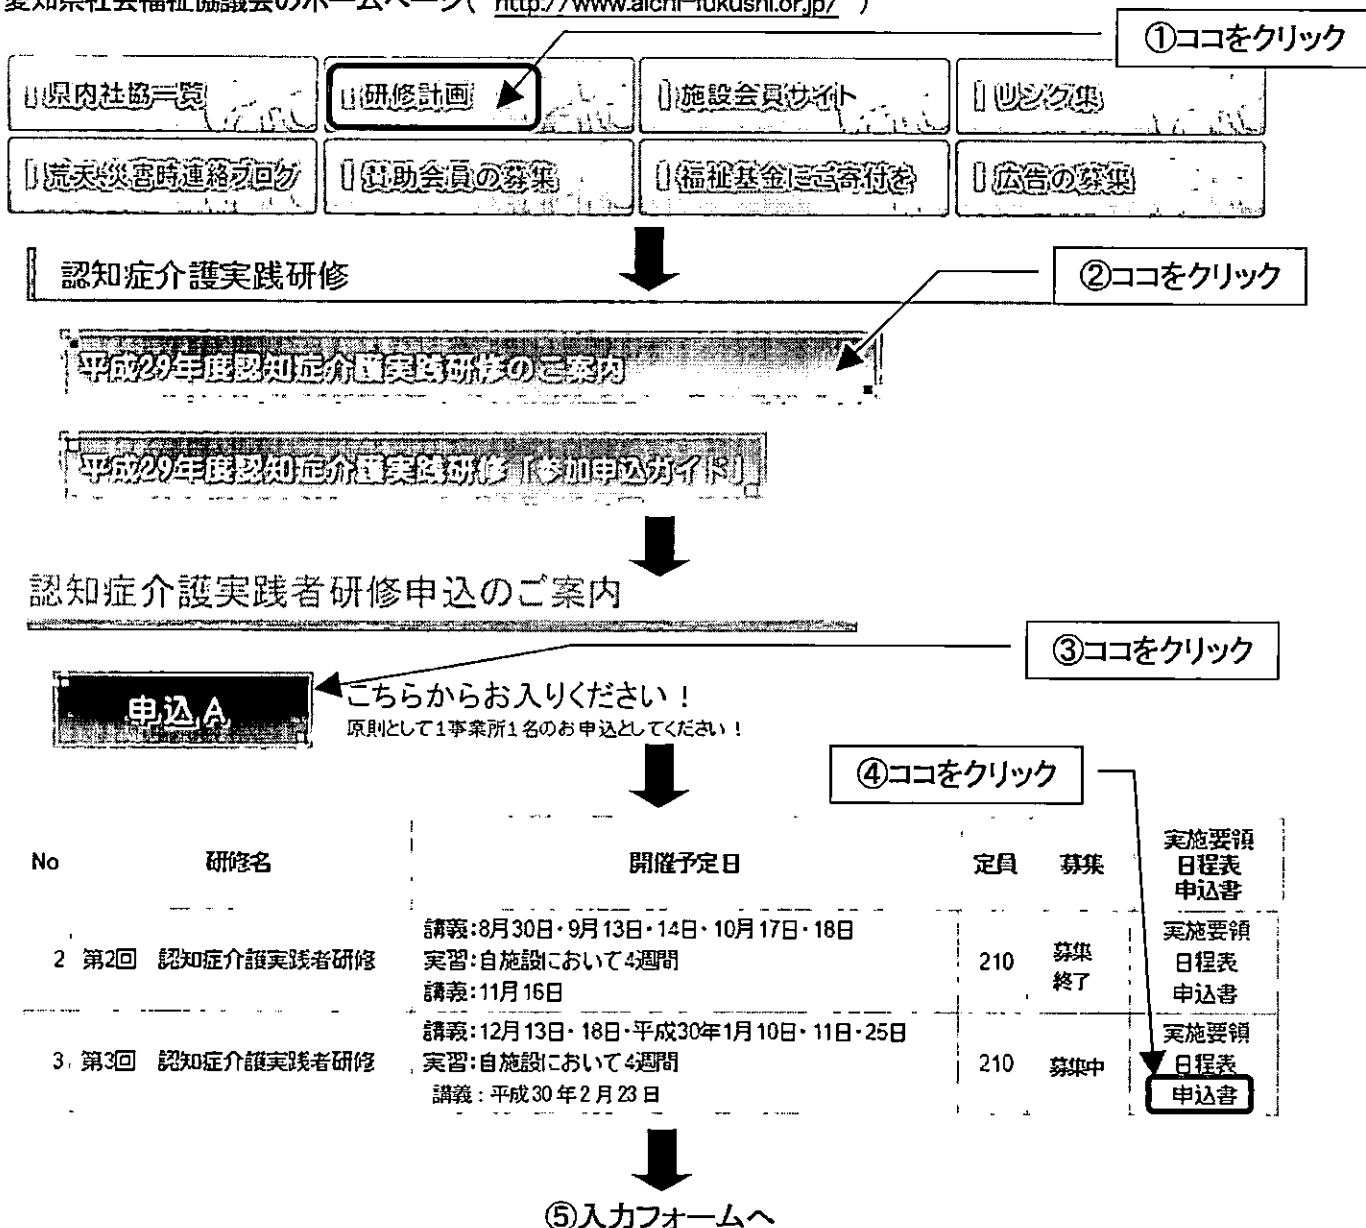 愛知県社会福祉協議会のホームページ( http://www.aichi-fukushi.or.jp/ )
①ココをクリック
県内社協一覧 研修計画 施設会員サイト リンク集
荒天・災害時連絡ブログ 賛助会員の募集 福祉基金にご寄付を 広告の募集
認知症介護実践研修
②ココをクリック
平成29年度認知症介護実践研修のご案内
平成29年度認知症介護実践研修「参加申込ガイド」
認知症介護実践者研修申込のご案内
③ココをクリック
申込 A
こちらからお入りください！
原則として1事業所1名のお申込としてください！
④ココをクリック
No 研修名 開催予定日 定員 募集 実施要領
日程表
申込書
2 第2回 認知症介護実践者研修
講義:8月30日・9月13日・14日・10月17日・18日
実習:自施設において4週間
講義:11月16日
210
募集
終了
実施要領
日程表
申込書
3 第3回 認知症介護実践者研修
講義:12月13日・18日・平成30年1月10日・11日・25日
実習:自施設において4週間
講義:平成30年2月23日
210
募集中
実施要領
日程表
申込書
⑤入力フォームへ